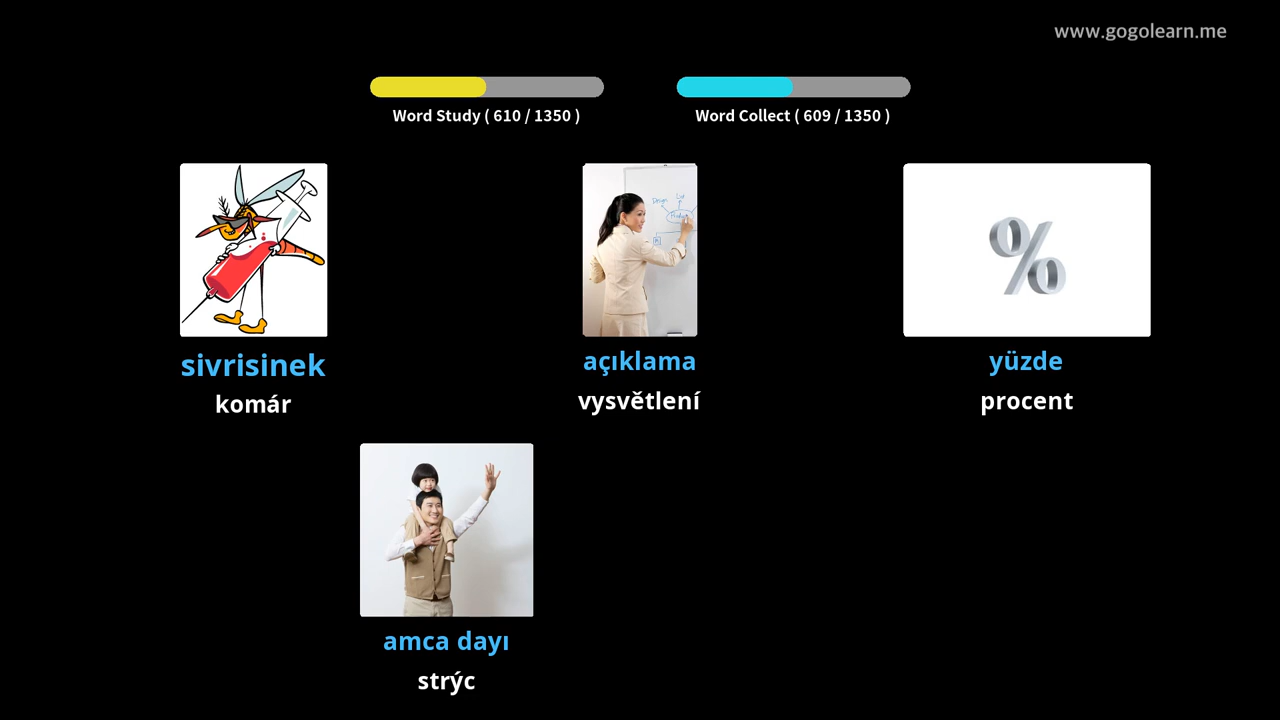 www.gogolearn.me
Word Study ( 610 / 1350 )
Word Collect ( 609 / 1350 )
%
sivrisinek
komár
açıklama
vysvětlení
yüzde
procent
amca dayı
strýc